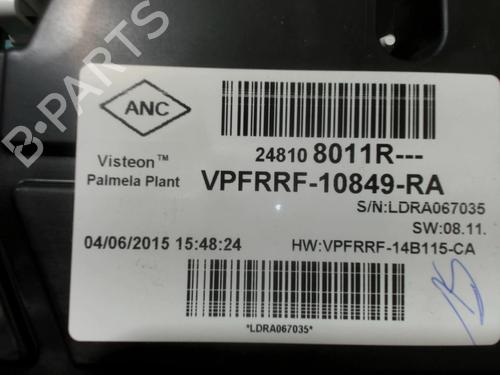 ANC
Visteon™
Palmela Plant
24810 8011R---
VPFRRF-10849-RA
S/N:LDRA067035
SW:08.11.
04/06/2015 15:48:24
HW:VPFRRF-14B115-CA
*LDRA067035*
B-PARTS